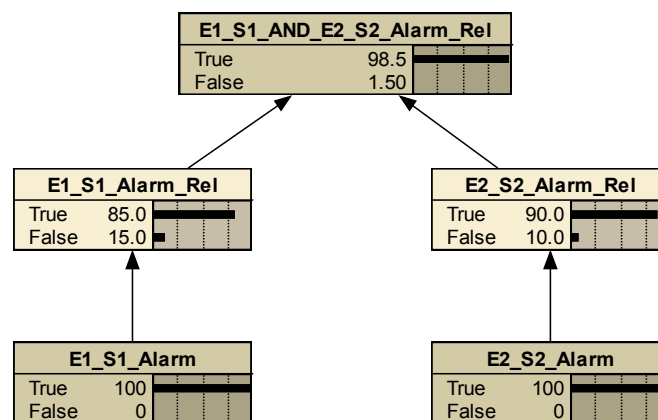 E1_S1_AND_E2_S2_Alarm_Rel
True 98.5
False 1.50
E1_S1_Alarm_Rel
True 85.0
False 15.0
E2_S2_Alarm_Rel
True 90.0
False 10.0
E1_S1_Alarm
True 100
False 0
E2_S2_Alarm
True 100
False 0